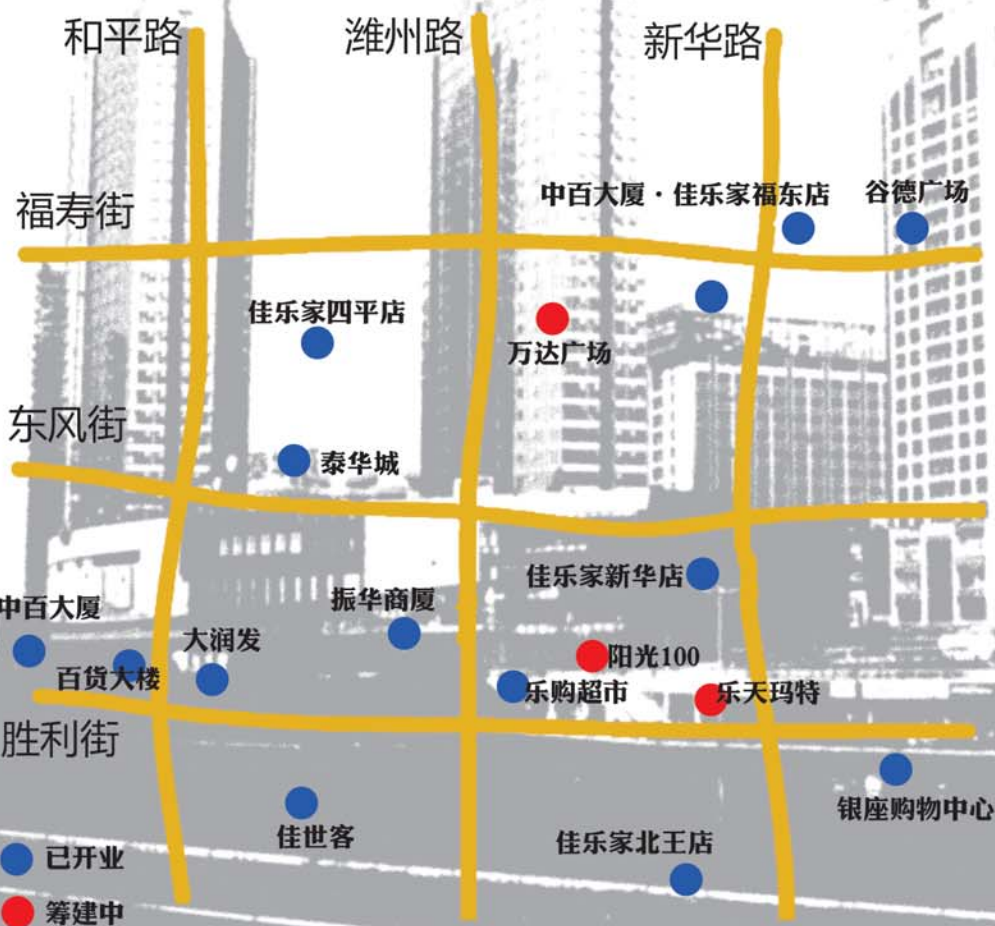 和平路
潍州路
新华路
福寿街
中百大厦·佳乐家福东店
谷德广场
佳乐家四平店
万达广场
东风街
泰华城
佳乐家新华店
中百大厦
振华商厦
大润发
阳光100
百货大楼
乐购超市
乐天玛特
胜利街
银座购物中心
佳世客
佳乐家北王店
已开业
筹建中